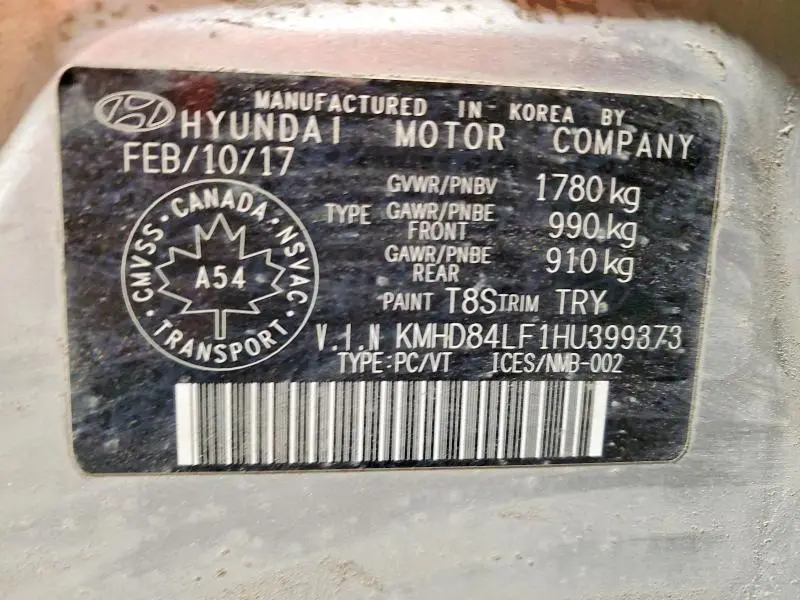 MANUFACTURED IN KOREA BY
HYUNDAI MOTOR COMPANY
FEB/10/17
GVWR/PNBV 1780 kg
TYPE GAWR/PNBE FRONT 990 kg
GAWR/PNBE REAR 910 kg
CANADA
CMVSS · NSVAC
A54
TRANSPORT
PAINT T8S TRIM TRY
V.I.N KMHD84LF1HU399373
TYPE:PC/VT ICES/NMB-002